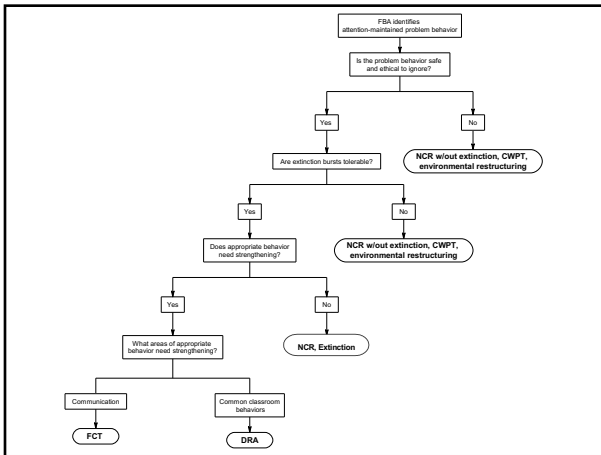 FBA identifies
attention-maintained problem behavior
Is the problem behavior safe
and ethical to ignore?
Yes
No
Are extinction bursts tolerable?
NCR w/out extinction, CWPT,
environmental restructuring
Yes
No
Does appropriate behavior
need strengthening?
NCR w/out extinction, CWPT,
environmental restructuring
Yes
No
What areas of appropriate
behavior need strengthening?
NCR, Extinction
Communication
Common classroom
behaviors
FCT
DRA